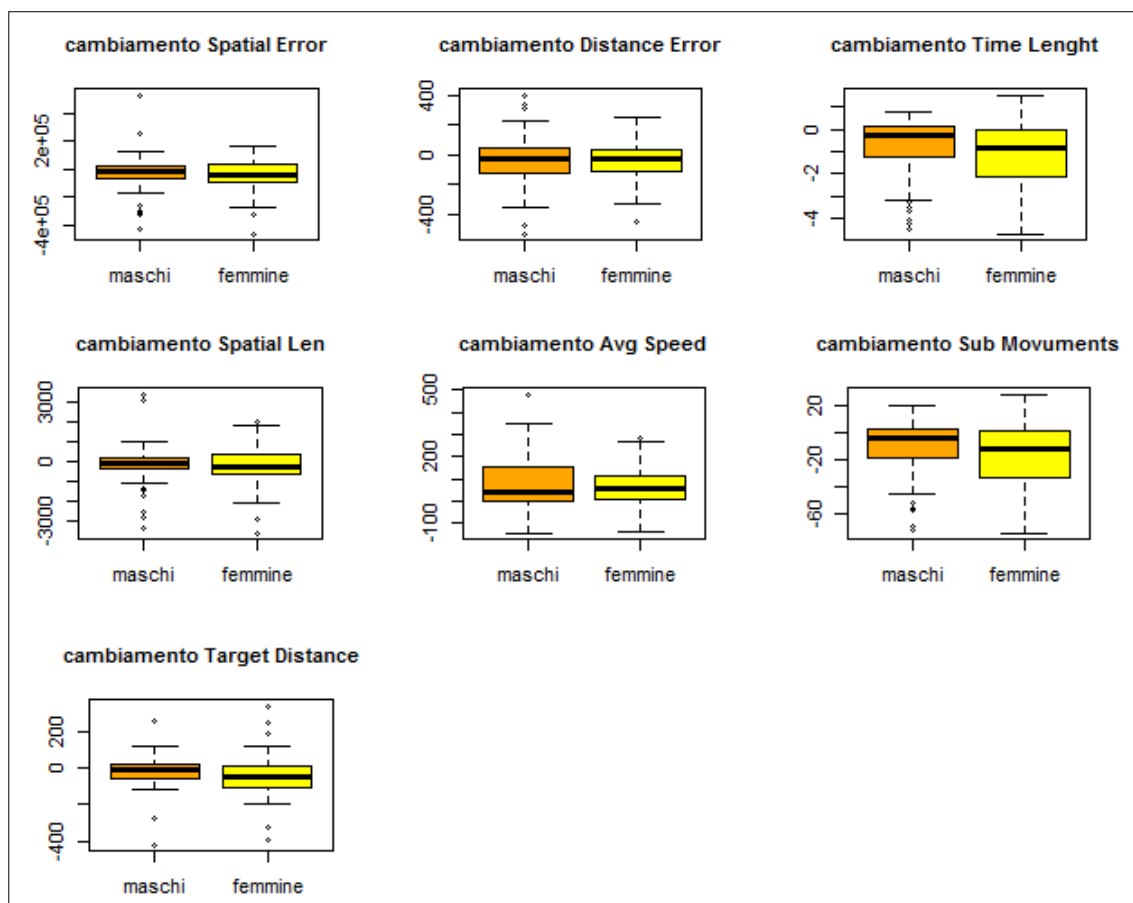 cambiamento Spatial Error
cambiamento Distance Error
cambiamento Time Lenght
2e+05
-4e+05
maschi
femmine
400
0
-400
maschi
femmine
0
-2
-4
maschi
femmine
cambiamento Spatial Len
cambiamento Avg Speed
cambiamento Sub Movuments
3000
0
-3000
maschi
femmine
500
200
-100
maschi
femmine
20
-20
-60
maschi
femmine
cambiamento Target Distance
200
0
-400
maschi
femmine